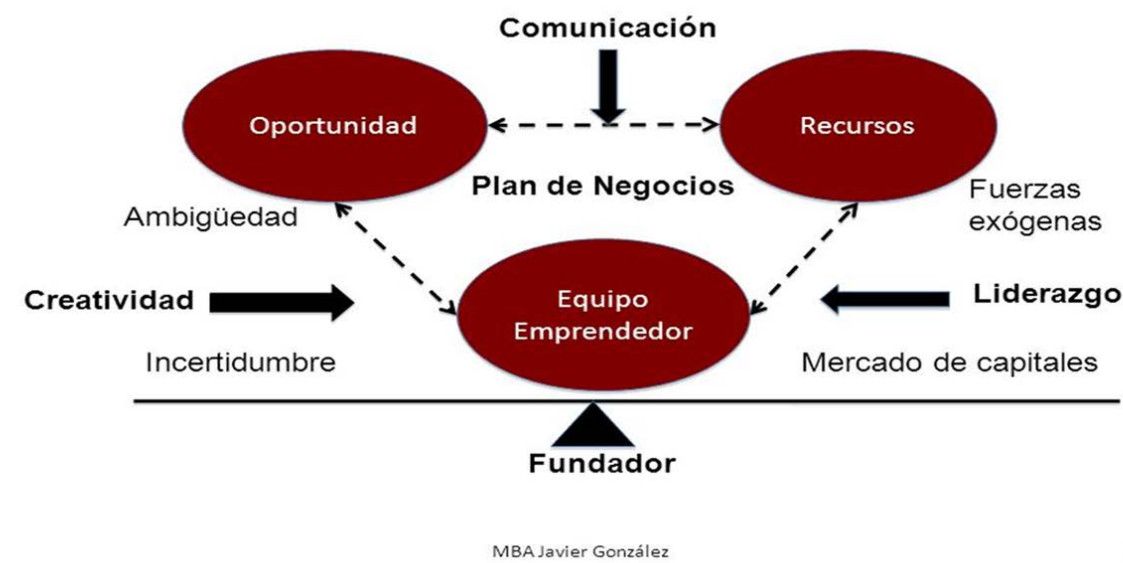 Comunicación
Oportunidad
Recursos
Plan de Negocios
Fuerzas
exógenas
Ambigüedad
Creatividad
Equipo
Emprendedor
Liderazgo
Incertidumbre
Mercado de capitales
Fundador
MBA Javier González